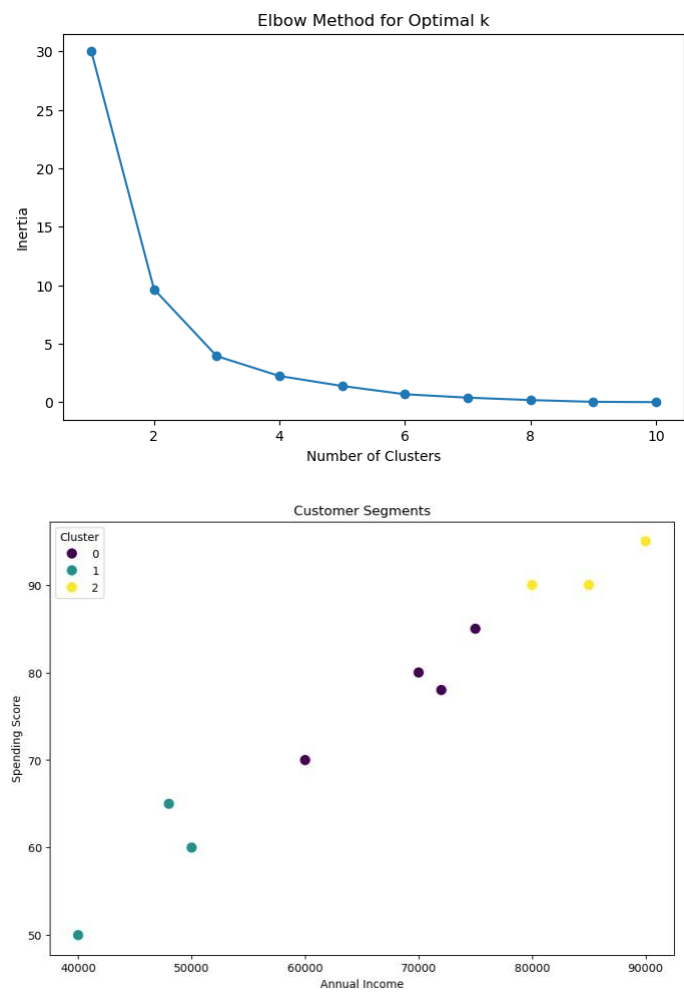 Elbow Method for Optimal k
30
25
20
15
10
5
0
Inertia
2 4 6 8 10
Number of Clusters
Customer Segments
Cluster
0
1
2
90
80
70
60
50
Spending Score
40000 50000 60000 70000 80000 90000
Annual Income